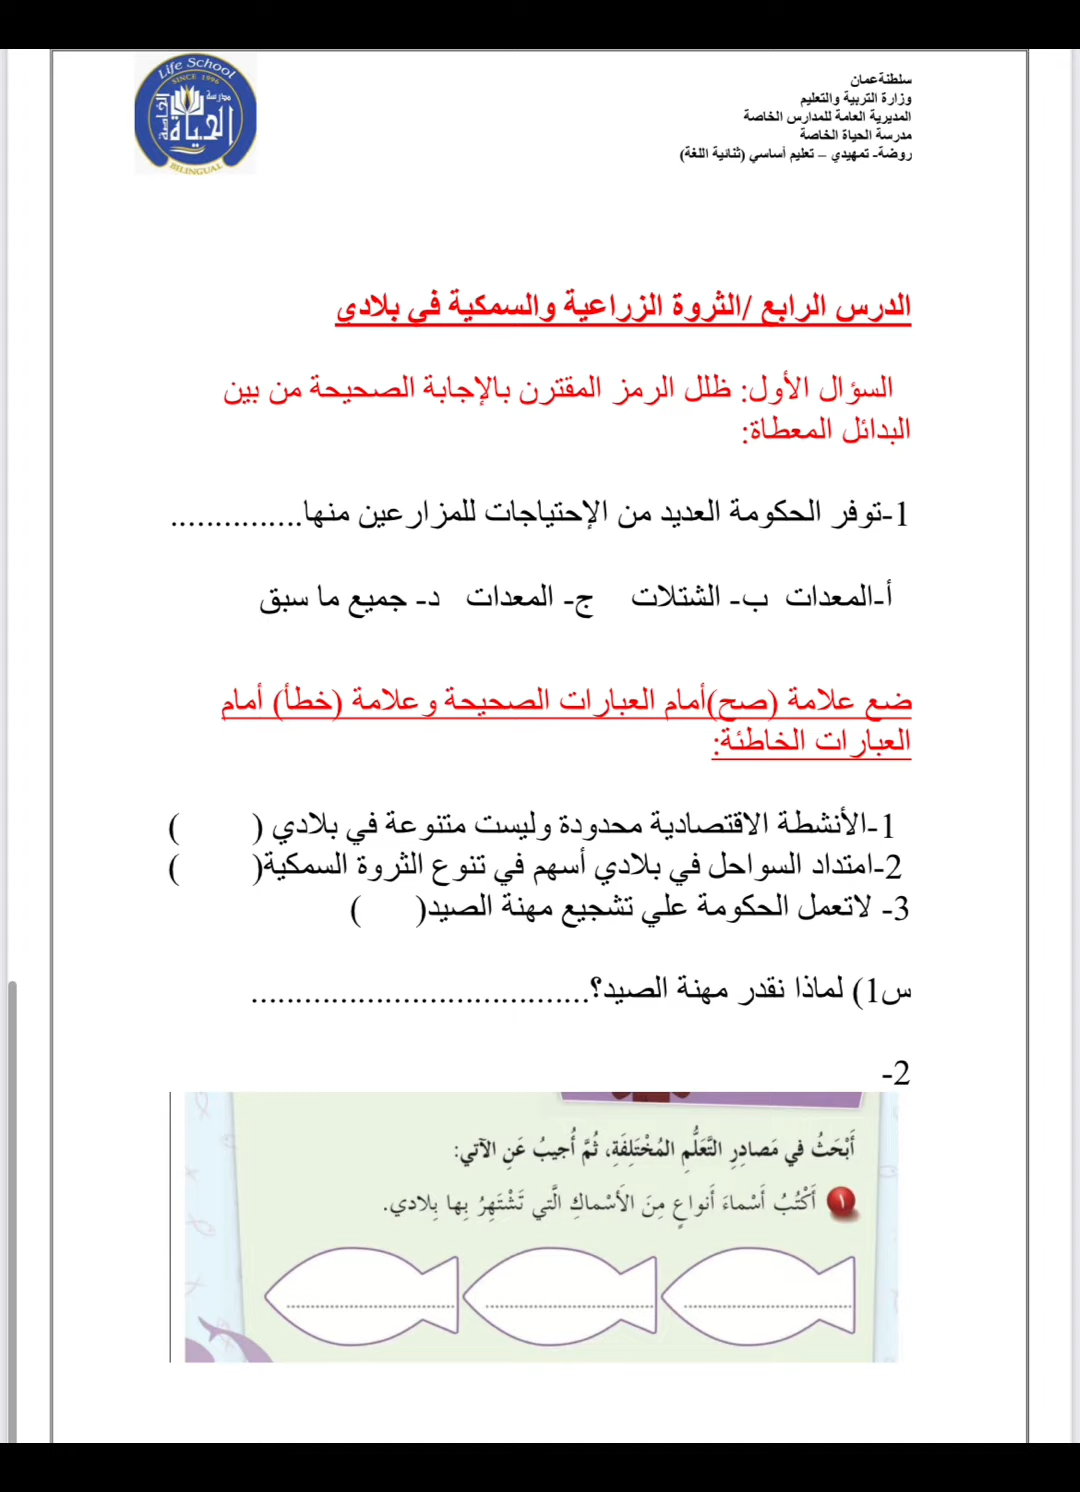 Life School
SINCE 1996
مدرسة
الحياة
الخاصة
BILINGUAL
سلطنة عمان
وزارة التربية والتعليم
المديرية العامة للمدارس الخاصة
مدرسة الحياة الخاصة
روضة- تمهيدي – تعليم أساسي (ثنائية اللغة)
الدرس الرابع /الثروة الزراعية والسمكية في بلادي
السؤال الأول: ظلل الرمز المقترن بالإجابة الصحيحة من بين
البدائل المعطاة:
1-توفر الحكومة العديد من الإحتياجات للمزارعين منها...............
أ-المعدات ب- الشتلات ج- المعدات د- جميع ما سبق
ضع علامة (صح)أمام العبارات الصحيحة وعلامة (خطأ) أمام
العبارات الخاطئة:
1-الأنشطة الاقتصادية محدودة وليست متنوعة في بلادي ( )
2-امتداد السواحل في بلادي أسهم في تنوع الثروة السمكية( )
3- لاتعمل الحكومة علي تشجيع مهنة الصيد( )
س1) لماذا نقدر مهنة الصيد؟.......................................
2-
أَبْحَثُ في مَصادِرِ التَّعَلُّمِ المُخْتَلِفَةِ، ثُمَّ أُجيبُ عَنِ الآتي:
١ أَكْتُبُ أَسْماءَ أَنواعٍ مِنَ الأَسْماكِ الَّتي تَشْتَهِرُ بِها بِلادي.